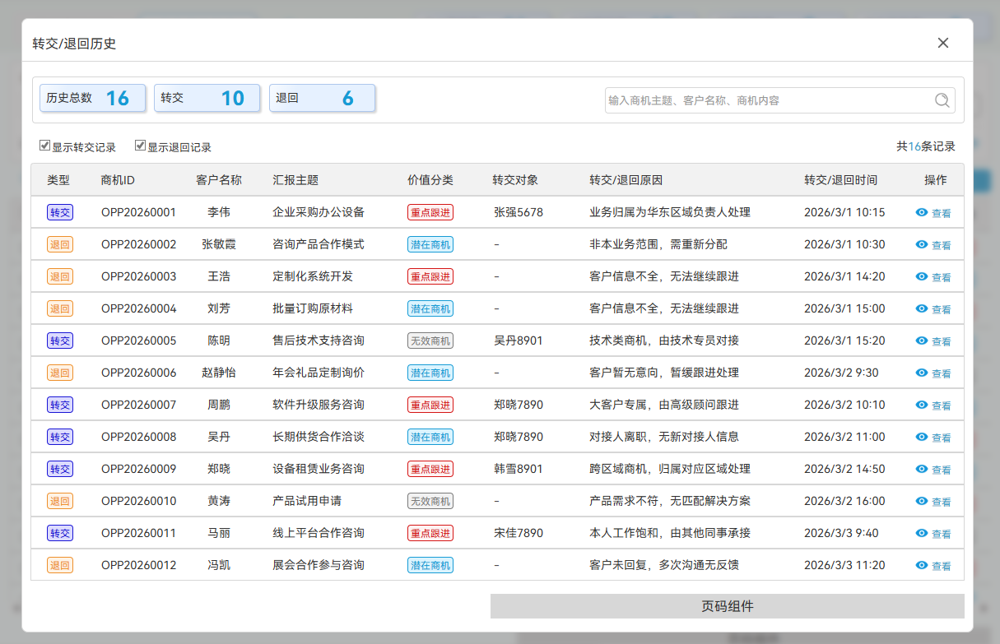 转交/退回历史
历史总数 16 转交 10 退回 6 输入商机主题、客户名称、商机内容
显示转交记录 显示退回记录 共16条记录
类型 商机ID 客户名称 汇报主题 价值分类 转交对象 转交/退回原因 转交/退回时间 操作
转交 OPP20260001 李伟 企业采购办公设备 重点跟进 张强5678 业务归属为华东区域负责人处理 2026/3/1 10:15 查看
退回 OPP20260002 张敏霞 咨询产品合作模式 潜在商机 - 非本业务范围，需重新分配 2026/3/1 10:30 查看
退回 OPP20260003 王浩 定制化系统开发 重点跟进 - 客户信息不全，无法继续跟进 2026/3/1 14:20 查看
退回 OPP20260004 刘芳 批量订购原材料 潜在商机 - 客户信息不全，无法继续跟进 2026/3/1 15:00 查看
转交 OPP20260005 陈明 售后技术支持咨询 无效商机 吴丹8901 技术类商机，由技术专员对接 2026/3/1 15:20 查看
退回 OPP20260006 赵静怡 年会礼品定制询价 潜在商机 - 客户暂无意向，暂缓跟进处理 2026/3/2 9:30 查看
转交 OPP20260007 周鹏 软件升级服务咨询 重点跟进 郑晓7890 大客户专属，由高级顾问跟进 2026/3/2 10:10 查看
转交 OPP20260008 吴丹 长期供货合作洽谈 潜在商机 郑晓7890 对接人离职，无新对接人信息 2026/3/2 11:00 查看
转交 OPP20260009 郑晓 设备租赁业务咨询 重点跟进 韩雪8901 跨区域商机，归属对应区域处理 2026/3/2 14:50 查看
退回 OPP20260010 黄涛 产品试用申请 无效商机 - 产品需求不符，无匹配解决方案 2026/3/2 16:00 查看
转交 OPP20260011 马丽 线上平台合作咨询 重点跟进 宋佳7890 本人工作饱和，由其他同事承接 2026/3/3 9:40 查看
退回 OPP20260012 冯凯 展会合作参与咨询 潜在商机 - 客户未回复，多次沟通无反馈 2026/3/3 11:20 查看
页码组件